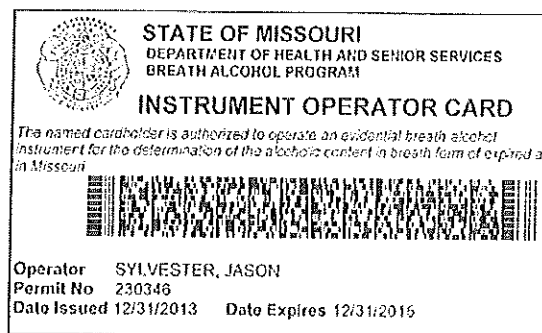 STATE OF MISSOURI
DEPARTMENT OF HEALTH AND SENIOR SERVICES
BREATH ALCOHOL PROGRAM
INSTRUMENT OPERATOR CARD
The named cardholder is authorized to operate an evidential breath alcohol
instrument for the determination of the alcoholic content in breath form of expired a
in Missouri
Operator SYLVESTER, JASON
Permit No 230346
Date Issued 12/31/2013 Date Expires 12/31/2015